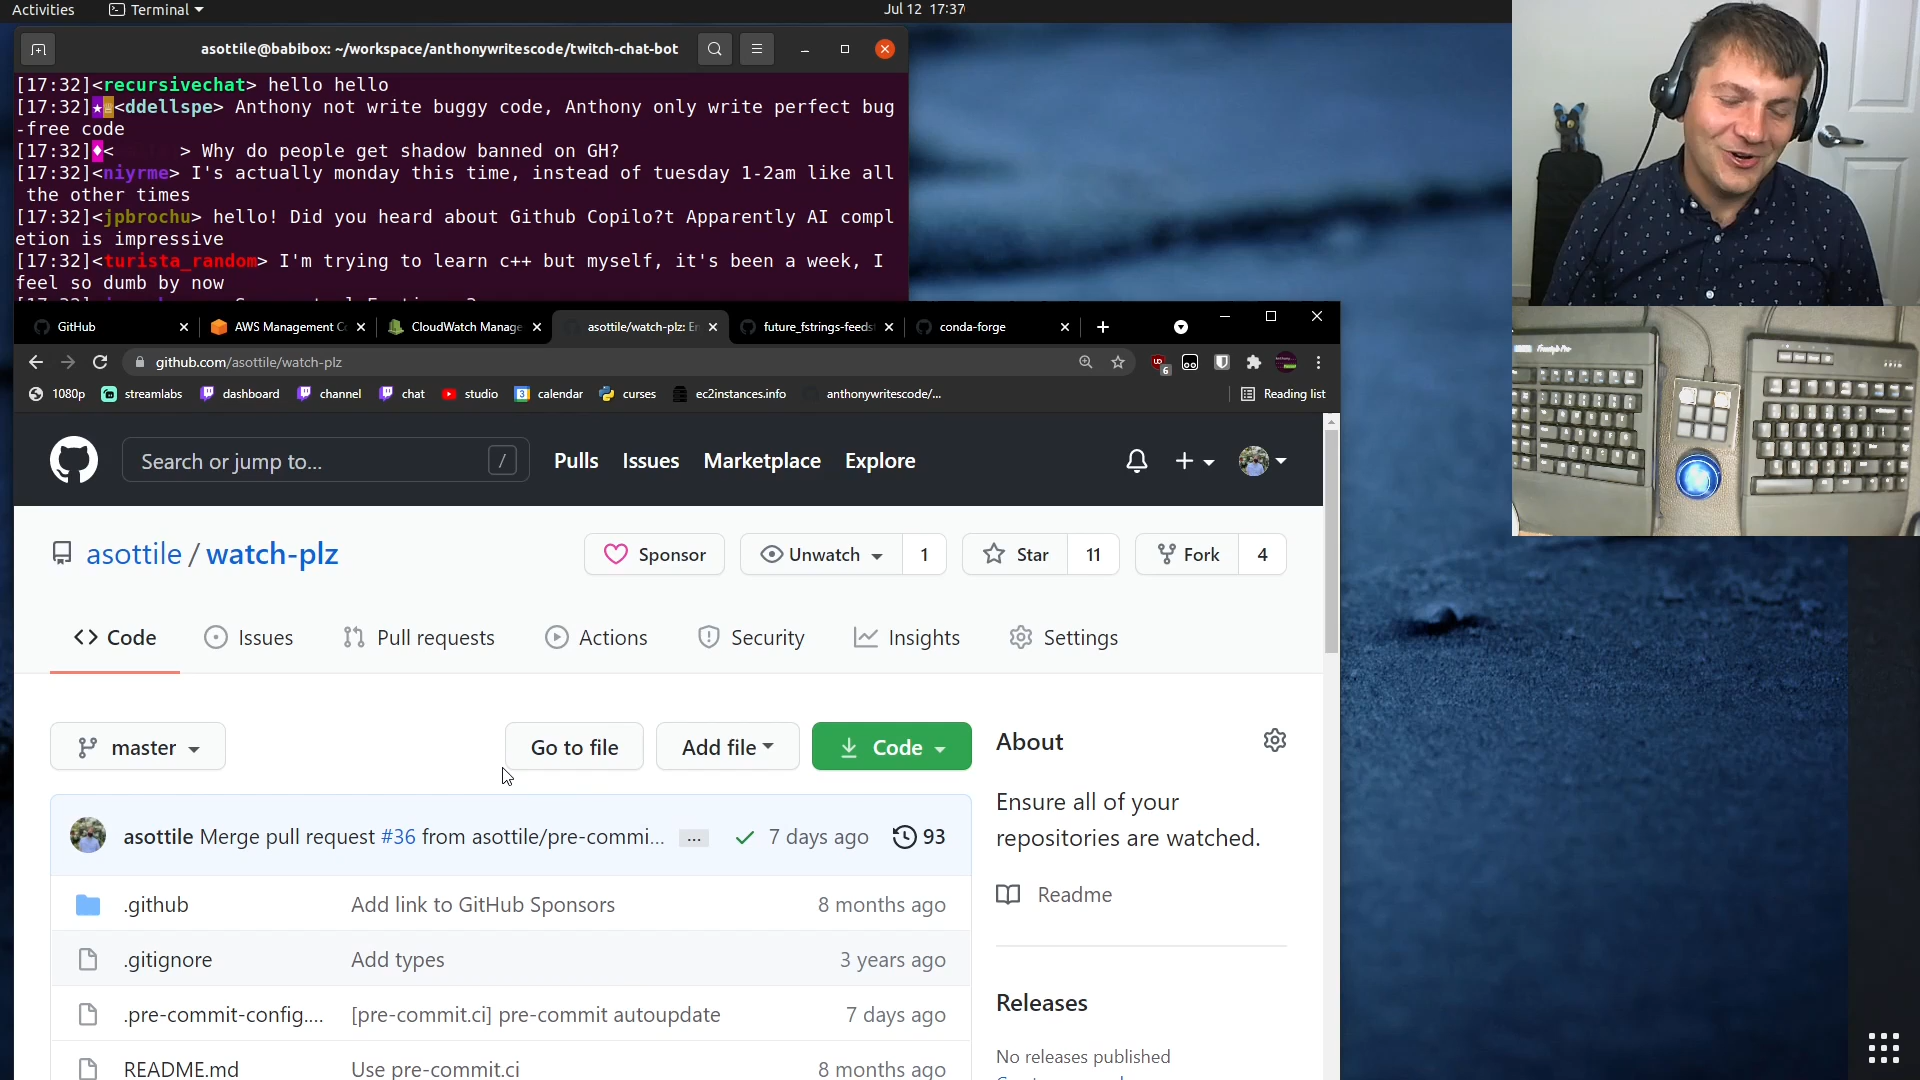 Activities
Terminal
Jul 12 17:37
asottile@babibox: ~/workspace/anthonywritescode/twitch-chat-bot
[17:32]<recursivechat> hello hello
[17:32]<ddellspe> Anthony not write buggy code, Anthony only write perfect bug
-free code
[17:32]< > Why do people get shadow banned on GH?
[17:32]<niyrme> I's actually monday this time, instead of tuesday 1-2am like all
the other times
[17:32]<jpbrochu> hello! Did you heard about Github Copilo?t Apparently AI compl
etion is impressive
[17:32]<turista_random> I'm trying to learn c++ but myself, it's been a week, I
feel so dumb by now
GitHub
AWS Management C
CloudWatch Manage
asottile/watch-plz: En
future_fstrings-feedst
conda-forge
github.com/asottile/watch-plz
6
1080p
streamlabs
dashboard
channel
chat
studio
calendar
curses
ec2instances.info
anthonywritescode/...
Reading list
Search or jump to...
/
Pulls
Issues
Marketplace
Explore
asottile / watch-plz
Sponsor
Unwatch
1
Star
11
Fork
4
Code
Issues
Pull requests
Actions
Security
Insights
Settings
master
Go to file
Add file
Code
About
Ensure all of your
repositories are watched.
asottile Merge pull request #36 from asottile/pre-commi...
...
7 days ago
93
Readme
.github
Add link to GitHub Sponsors
8 months ago
.gitignore
Add types
3 years ago
Releases
.pre-commit-config....
[pre-commit.ci] pre-commit autoupdate
7 days ago
No releases published
README.md
Use pre-commit.ci
8 months ago